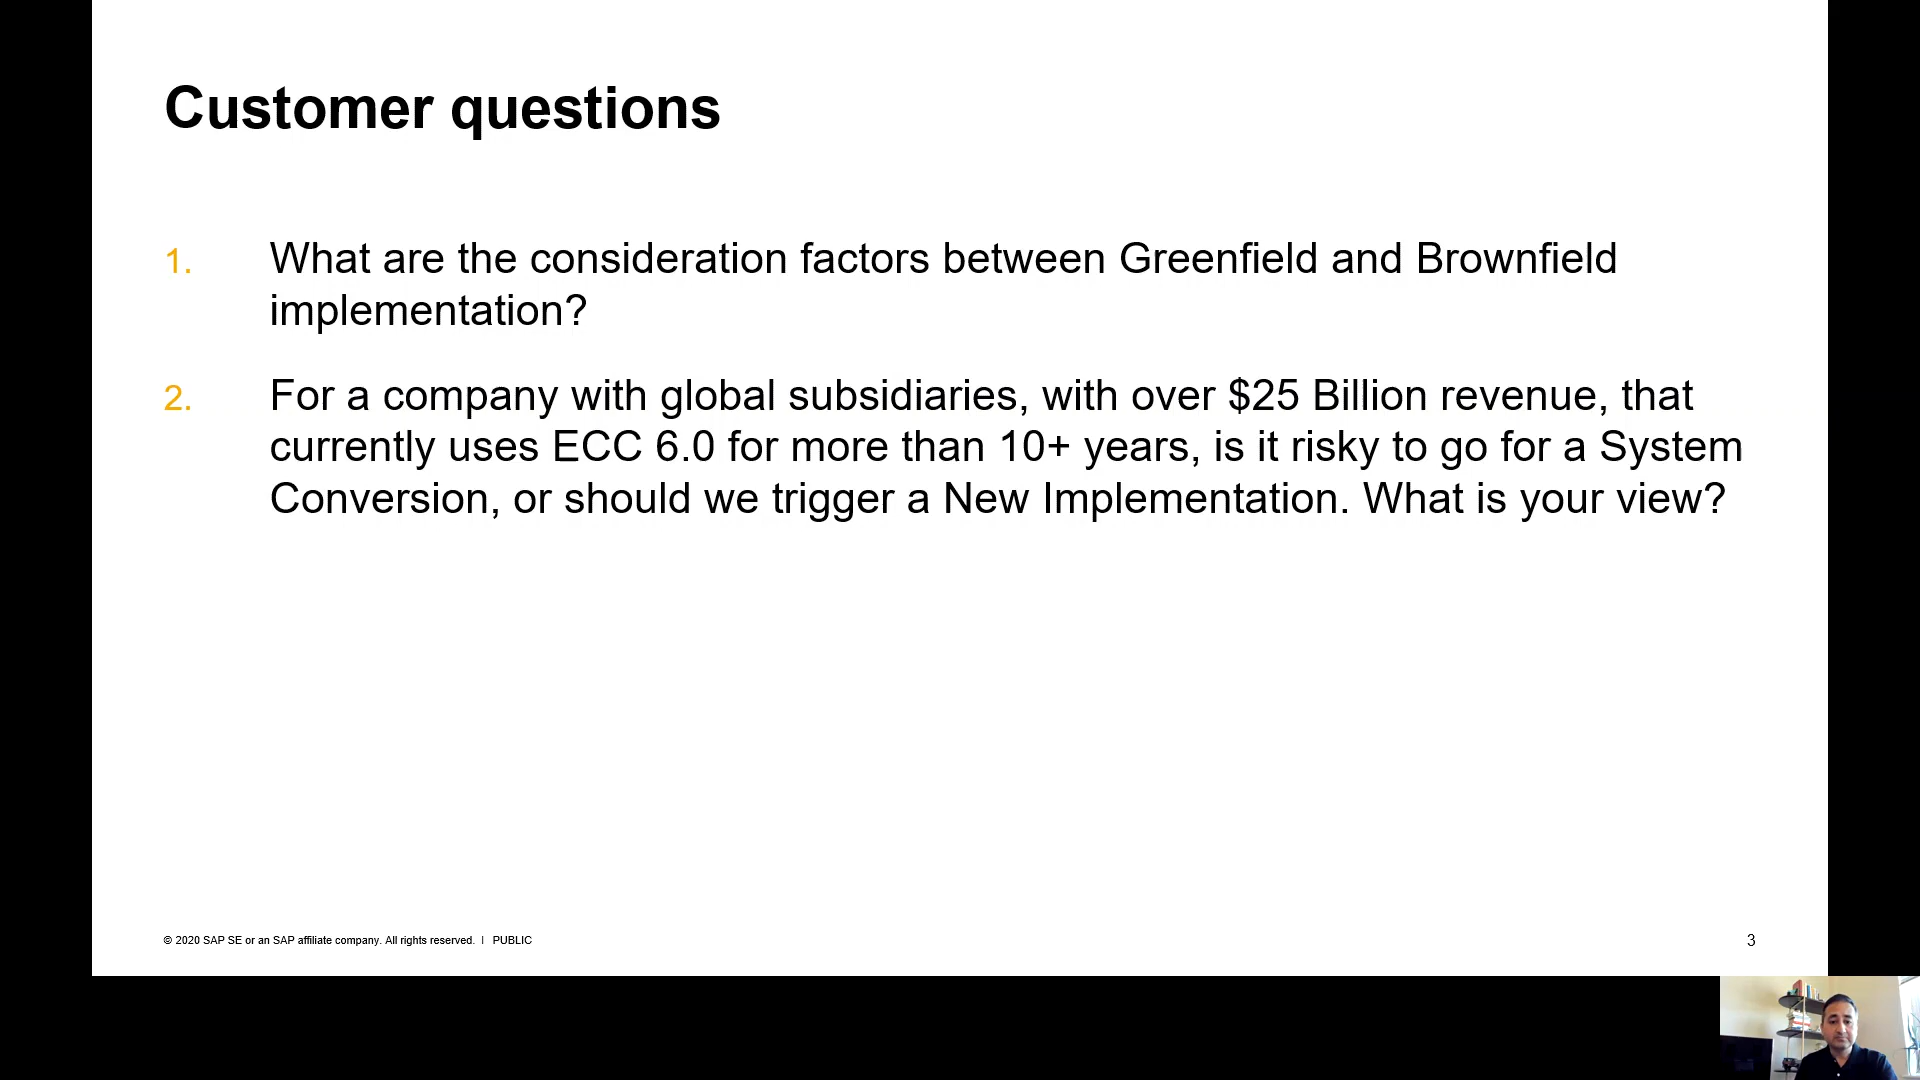 Customer questions
1. What are the consideration factors between Greenfield and Brownfield
implementation?
2. For a company with global subsidiaries, with over $25 Billion revenue, that
currently uses ECC 6.0 for more than 10+ years, is it risky to go for a System
Conversion, or should we trigger a New Implementation. What is your view?
© 2020 SAP SE or an SAP affiliate company. All rights reserved. I PUBLIC
3